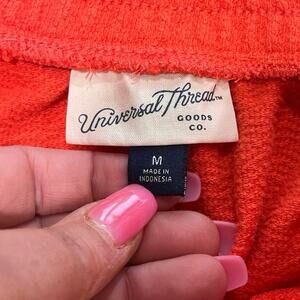 Universal Thread™
GOODS
CO.
M
MADE IN
INDONESIA